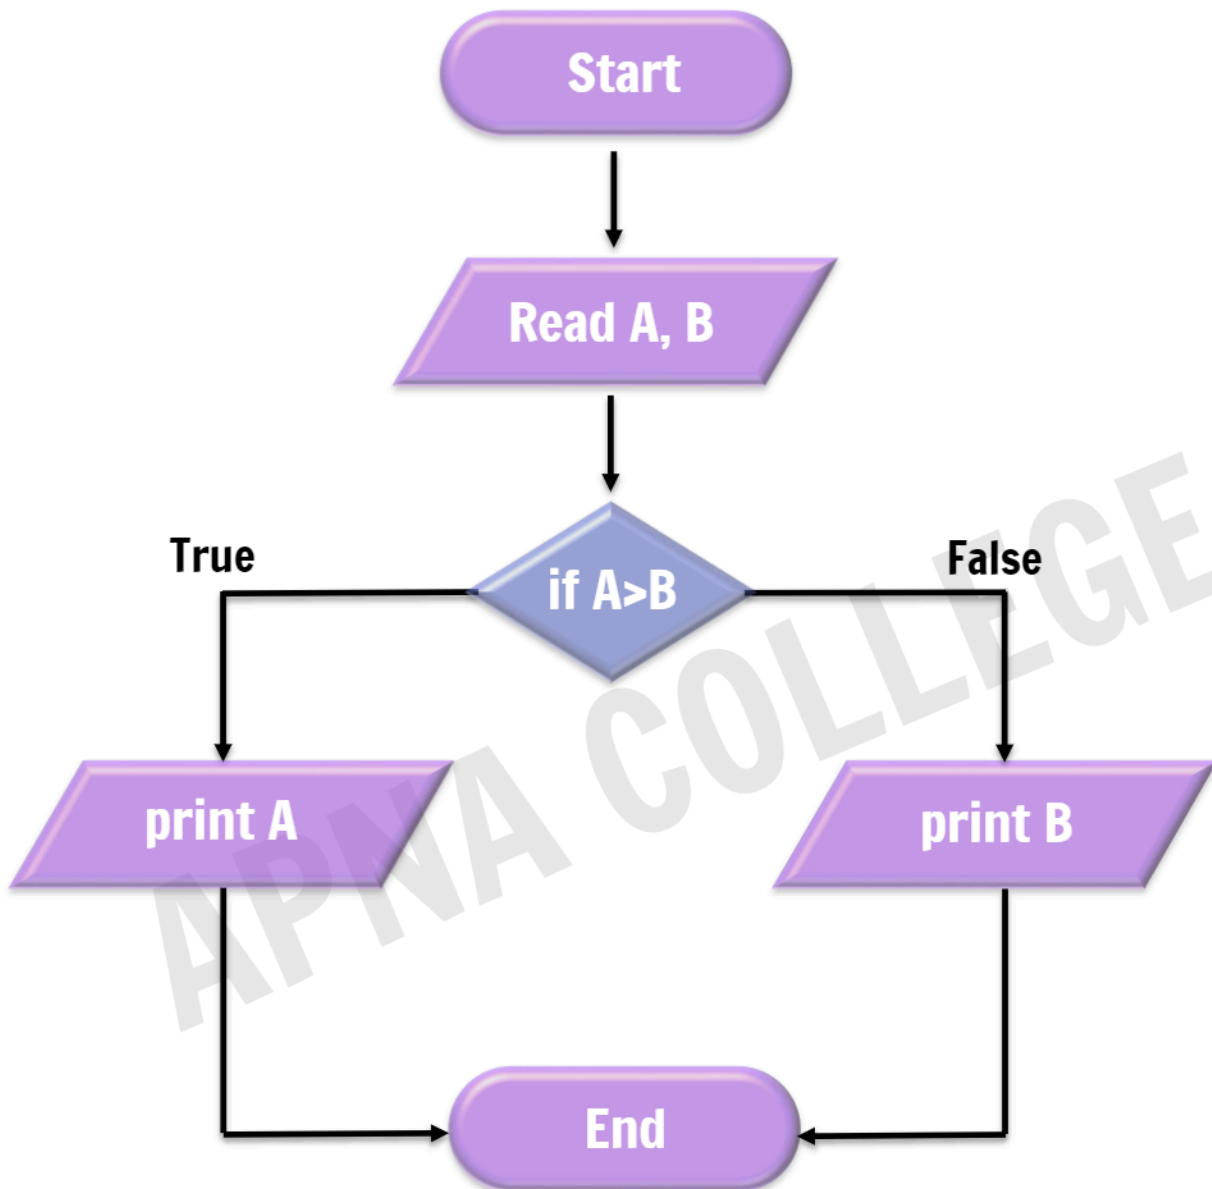 Start
Read A, B
if A>B
True
False
print A
print B
End
APNA COLLEGE